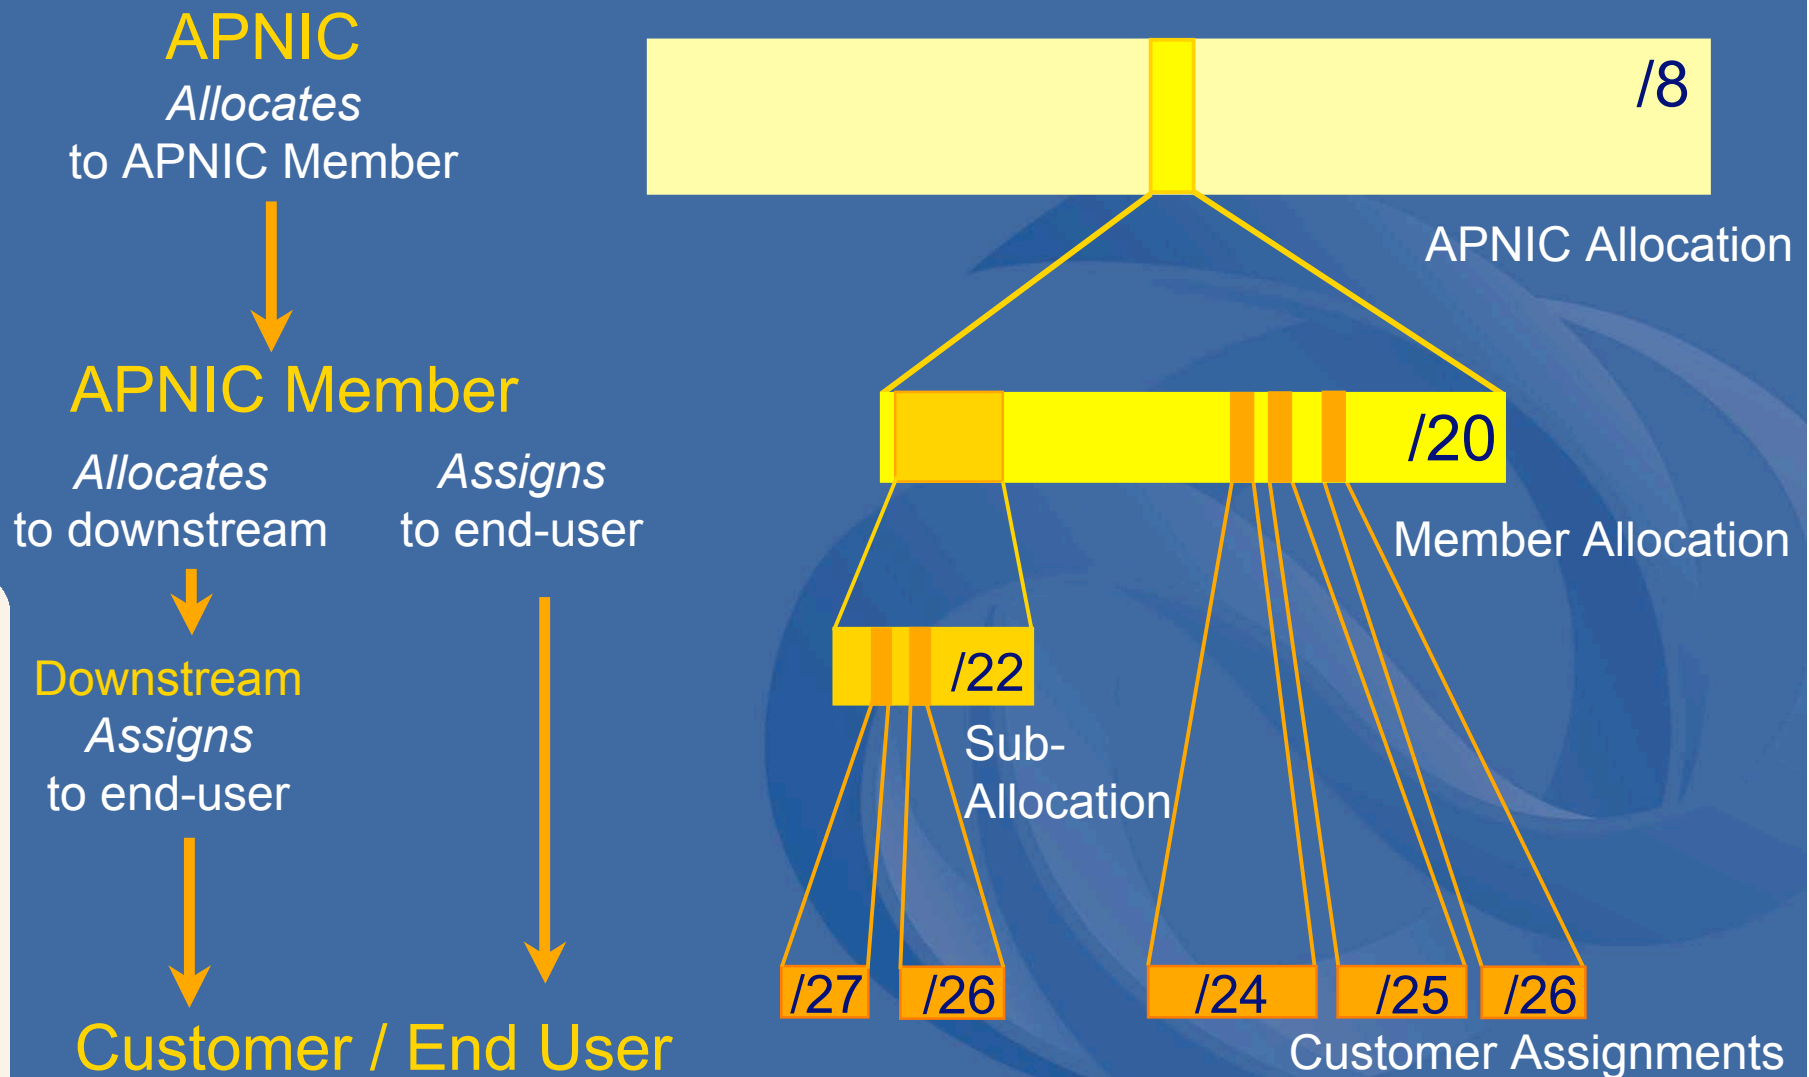 APNIC
Allocates
to APNIC Member
APNIC Member
Allocates
to downstream
Assigns
to end-user
Downstream
Assigns
to end-user
Customer / End User
/8
APNIC Allocation
/20
Member Allocation
/22
Sub-
Allocation
/27
/26
/24
/25
/26
Customer Assignments